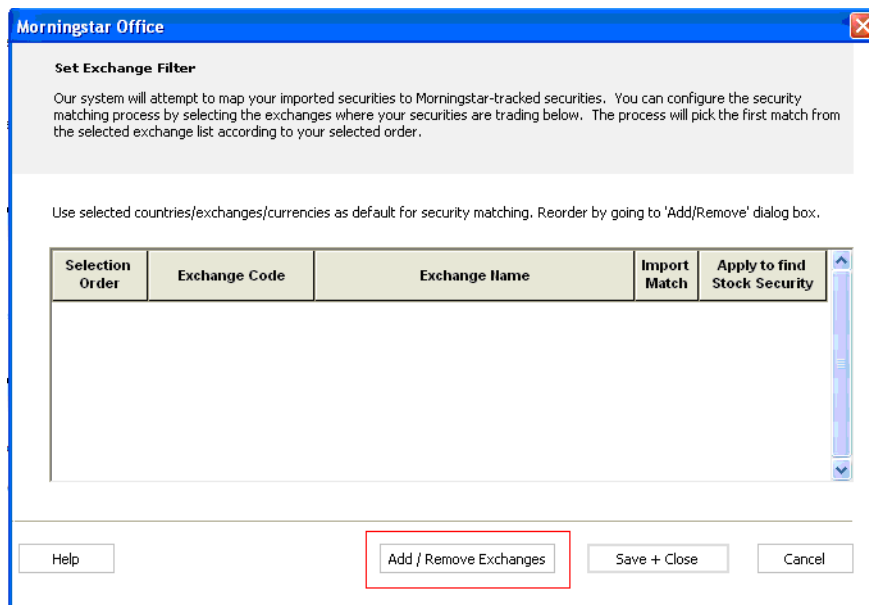 Morningstar Office
Set Exchange Filter
Our system will attempt to map your imported securities to Morningstar-tracked securities.  You can configure the security
matching process by selecting the exchanges where your securities are trading below.  The process will pick the first match from
the selected exchange list according to your selected order.
Use selected countries/exchanges/currencies as default for security matching. Reorder by going to 'Add/Remove' dialog box.
Selection Order
Exchange Code
Exchange Name
Import Match
Apply to find Stock Security
Help
Add / Remove Exchanges
Save + Close
Cancel